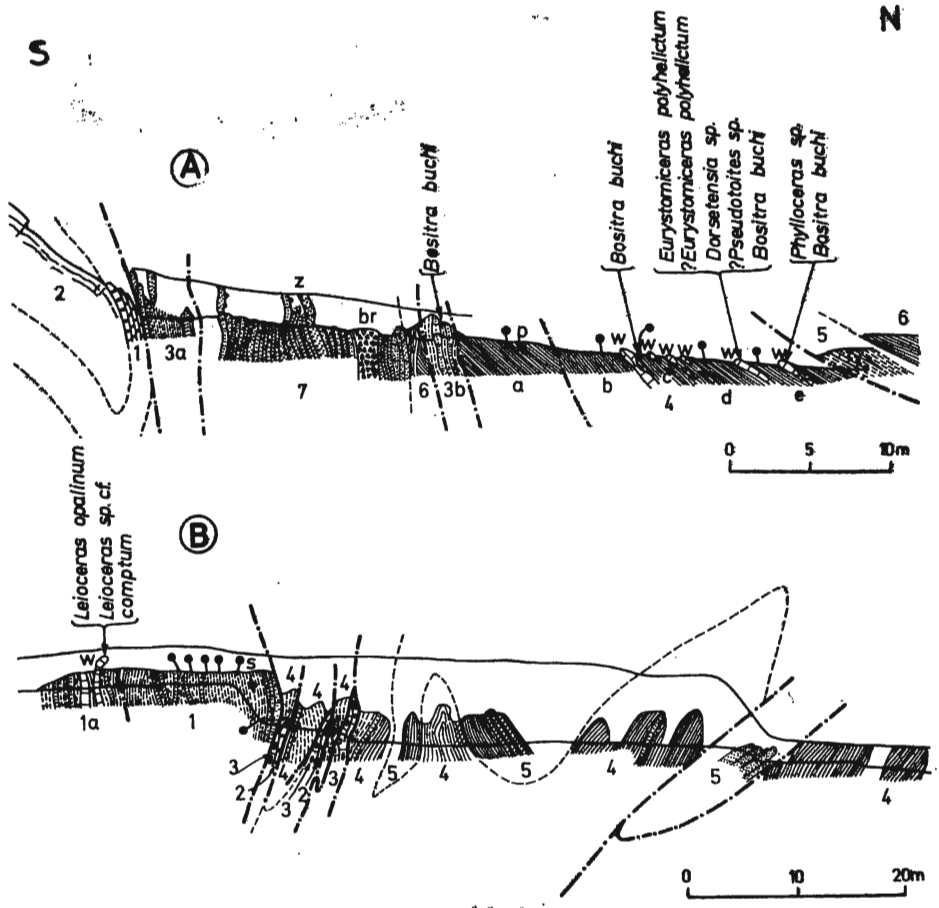 S
N
A
Bositra buchi
Bositra buchi
Eurystomiceras polyhelictum
?Eurystomiceras polyhelictum
Dorsetensia sp.
?Pseudotoites sp.
Bositra buchi
Phylloceras sp.
Bositra buchi
2
1
3a
z
7
br
6
3b
p
a
b
w
w
w
w
c
4
w
d
w
e
5
6
0 5 10m
Leioceras opalinum
Leioceras sp. cf.
comptum
B
w
s
1a
1
4
4
4
3
2
4
3
2
3
4
5
4
5
4
5
4
0 10 20m